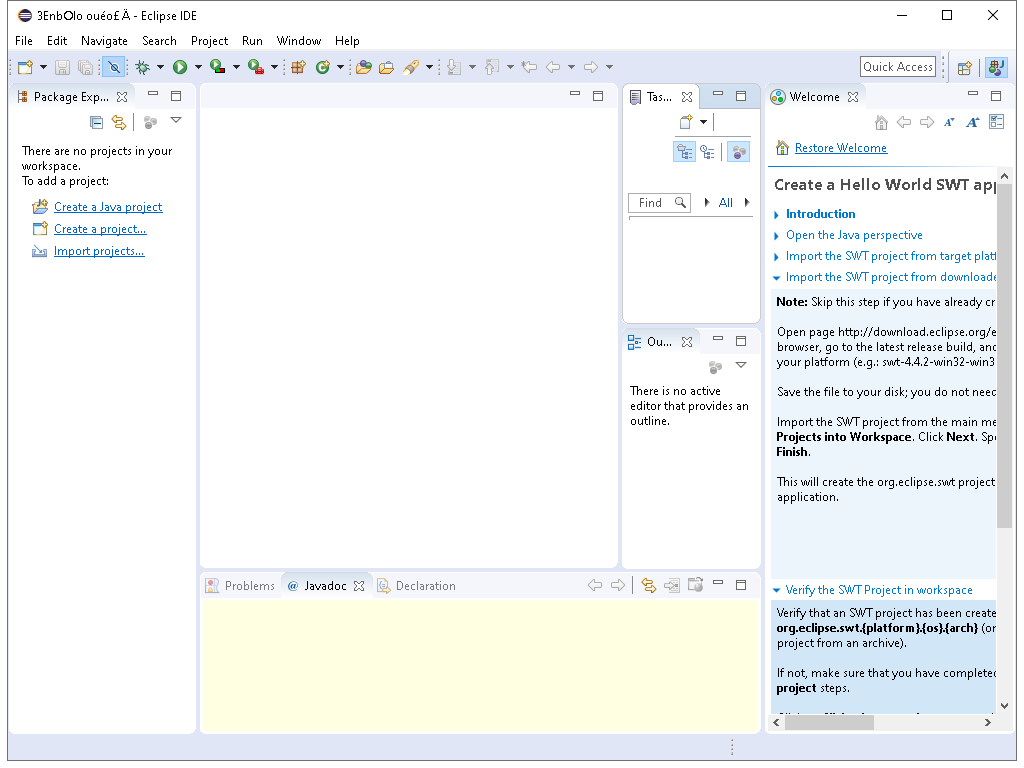 3EnbOlo ouéo£Ä - Eclipse IDE
File Edit Navigate Search Project Run Window Help
Quick Access
Package Exp...
There are no projects in your
workspace.
To add a project:
Create a Java project
Create a project...
Import projects...
Tas...
Find
All
Ou...
There is no active
editor that provides an
outline.
Welcome
Restore Welcome
Create a Hello World SWT app
Introduction
Open the Java perspective
Import the SWT project from target platf
Import the SWT project from downloade
Note: Skip this step if you have already cr
Open page http://download.eclipse.org/e
browser, go to the latest release build, and
your platform (e.g.: swt-4.4.2-win32-win3
Save the file to your disk; you do not need
Import the SWT project from the main me
Projects into Workspace. Click Next. Spe
Finish.
This will create the org.eclipse.swt project
application.
Verify the SWT Project in workspace
Verify that an SWT project has been create
org.eclipse.swt.{platform}.{os}.{arch} (or
project from an archive).
If not, make sure that you have completed
project steps.
Problems @ Javadoc Declaration